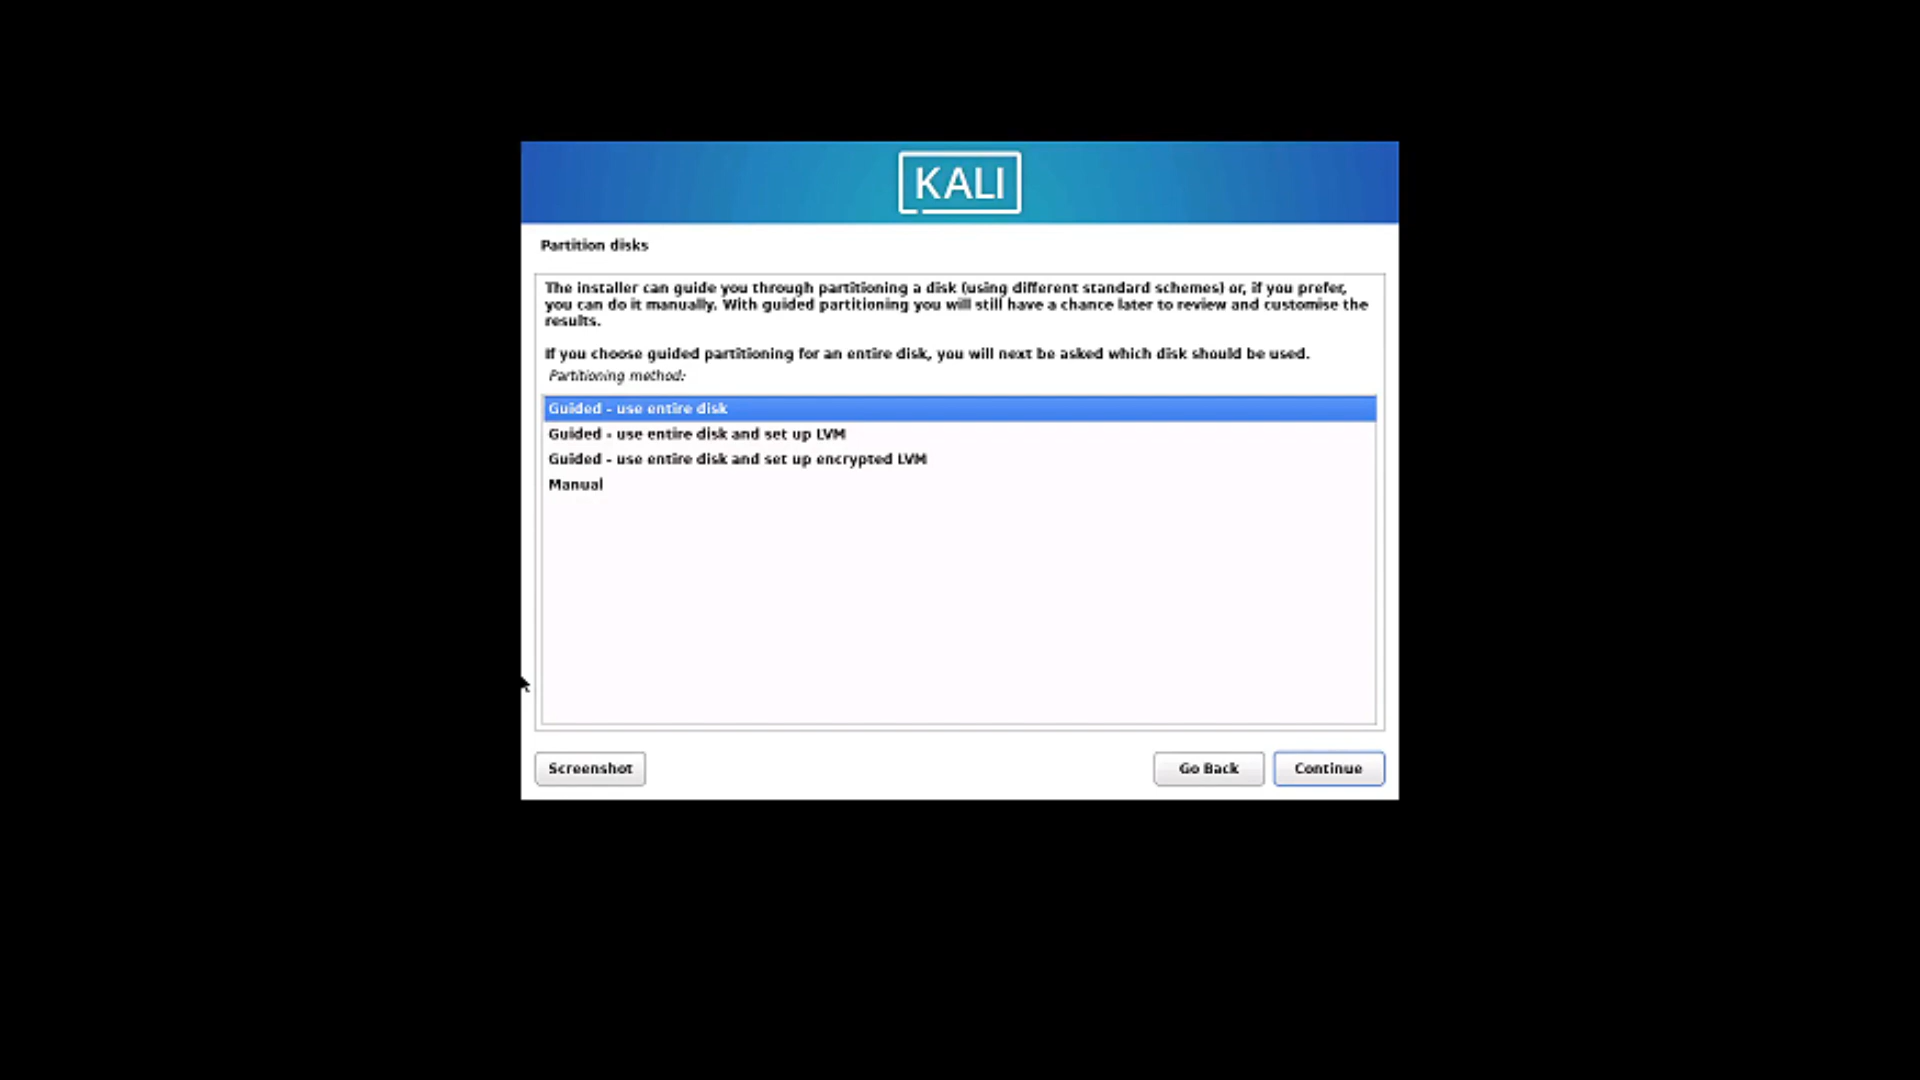 KALI
Partition disks
The installer can guide you through partitioning a disk (using different standard schemes) or, if you prefer,
you can do it manually. With guided partitioning you will still have a chance later to review and customise the
results.
If you choose guided partitioning for an entire disk, you will next be asked which disk should be used.
Partitioning method:
Guided - use entire disk
Guided - use entire disk and set up LVM
Guided - use entire disk and set up encrypted LVM
Manual
Screenshot
Go Back
Continue